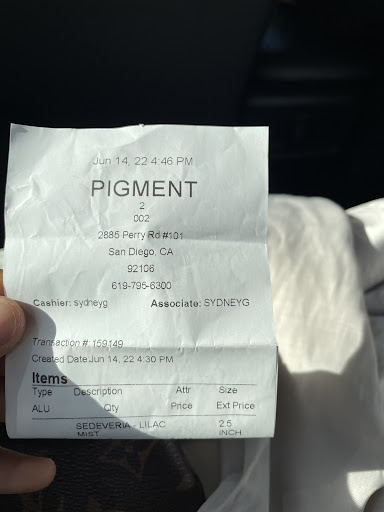 Jun 14, 22 4:46 PM
PIGMENT
2
002
2885 Perry Rd #101
San Diego, CA
92106
619-795-6300
Cashier: sydneyg Associate: SYDNEYG
Transaction #: 159149
Created Date:Jun 14, 22 4:30 PM
Items
Type Description Attr Size
ALU Qty Price Ext Price
SEDEVERIA - LILAC 2.5
MIST INCH